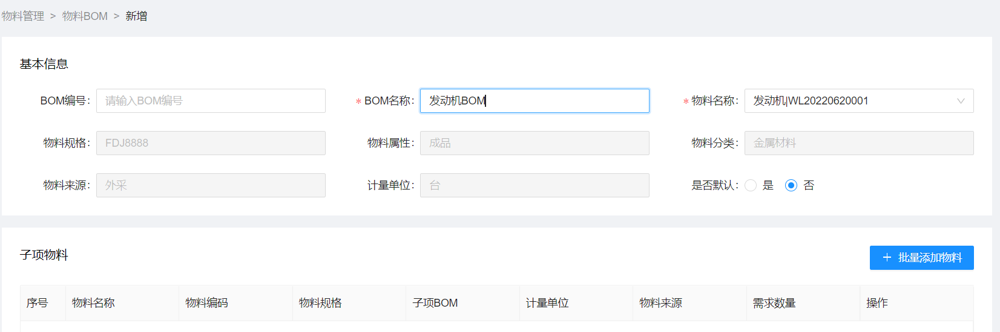 物料管理 > 物料BOM > 新增
基本信息
BOM编号: 请输入BOM编号 * BOM名称: 发动机BOM * 物料名称: 发动机|WL20220620001
物料规格: FDJ8888 物料属性: 成品 物料分类: 金属材料
物料来源: 外采 计量单位: 台 是否默认: 是 否
子项物料 + 批量添加物料
序号 物料名称 物料编码 物料规格 子项BOM 计量单位 物料来源 需求数量 操作